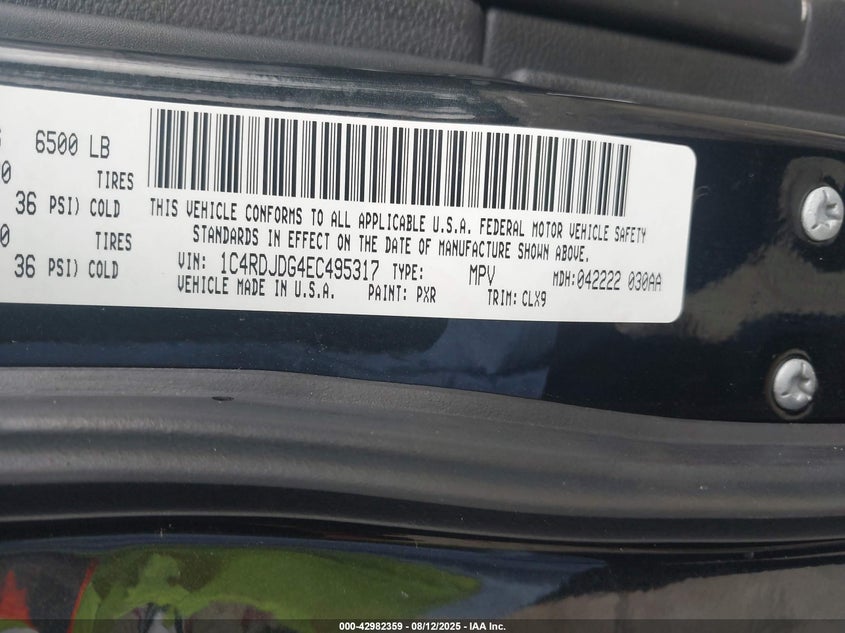 6500 LB
0 TIRES
36 PSI) COLD
0 TIRES
36 PSI) COLD
THIS VEHICLE CONFORMS TO ALL APPLICABLE U.S.A. FEDERAL MOTOR VEHICLE SAFETY
STANDARDS IN EFFECT ON THE DATE OF MANUFACTURE SHOWN ABOVE.
VIN: 1C4RDJDG4EC495317 TYPE: MPV MDH:042222 030AA
VEHICLE MADE IN U.S.A. PAINT: PXR TRIM: CLX9
000-42982359 - 08/12/2025 - IAA Inc.